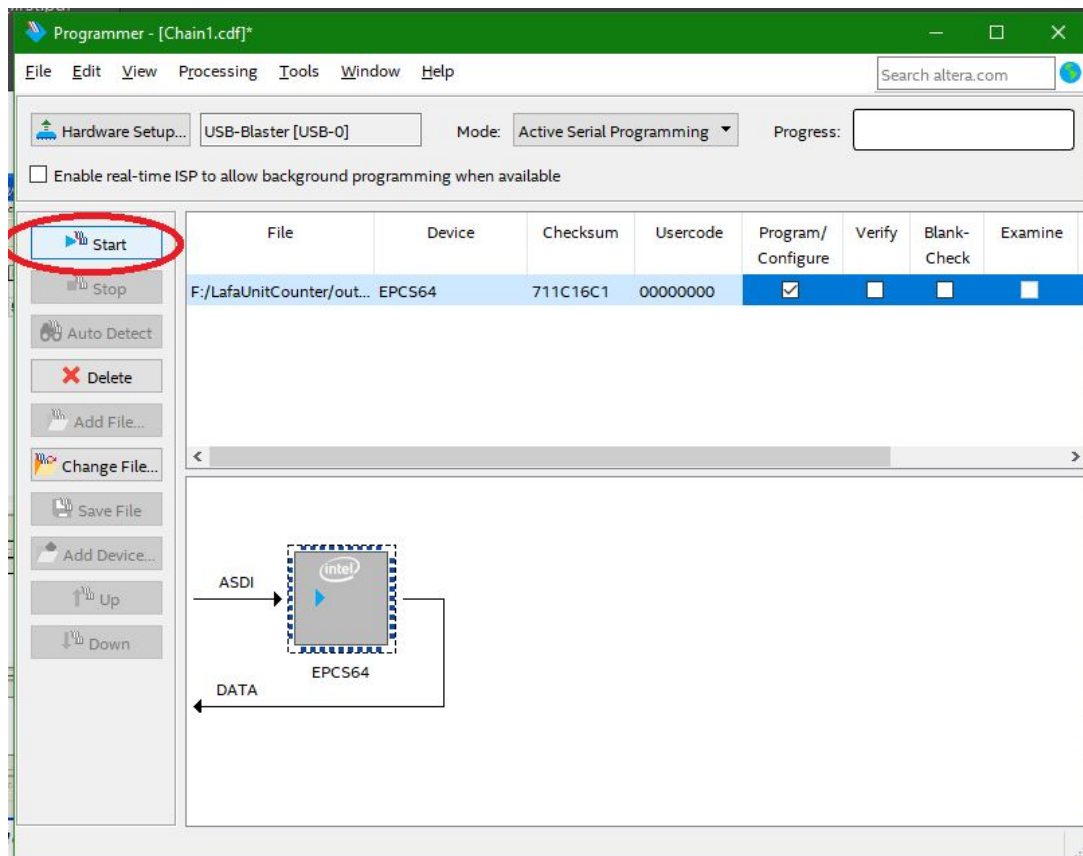 Programmer - [Chain1.cdf]*
File Edit View Processing Tools Window Help
Search altera.com
Hardware Setup... USB-Blaster [USB-0] Mode: Active Serial Programming Progress:
Enable real-time ISP to allow background programming when available
Start
Stop
Auto Detect
Delete
Add File...
Change File...
Save File
Add Device...
Up
Down
File Device Checksum Usercode Program/ Verify Blank- Examine
Configure Check
F:/LafaUnitCounter/out... EPCS64 711C16C1 00000000
ASDI
intel
EPCS64
DATA